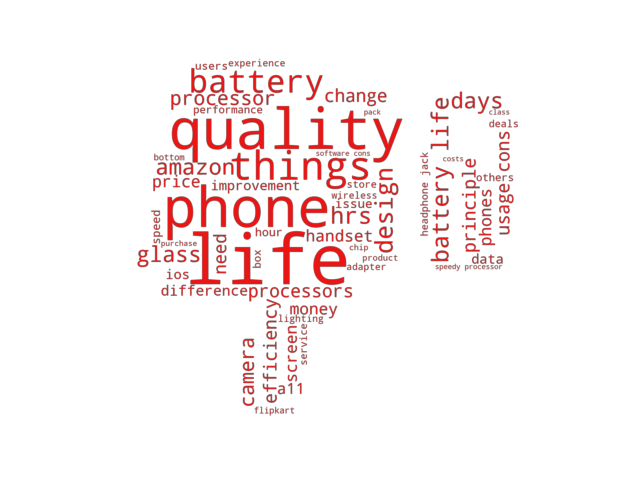 users experience
battery
processor
change
performance
pack
quality
software cons
bottom
amazon
things
price
improvement
store
wireless
issue
phone
hrs
design
speed
hour
handset
purchase
life
glass
need
box
chip
product
adapter
ios
difference
processors
money
lighting
camera
efficiency
screen
service
a11
flipkart
days
class
deals
battery life
headphone jack
costs
principle
phones
others
usage
cons
data
speedy processor